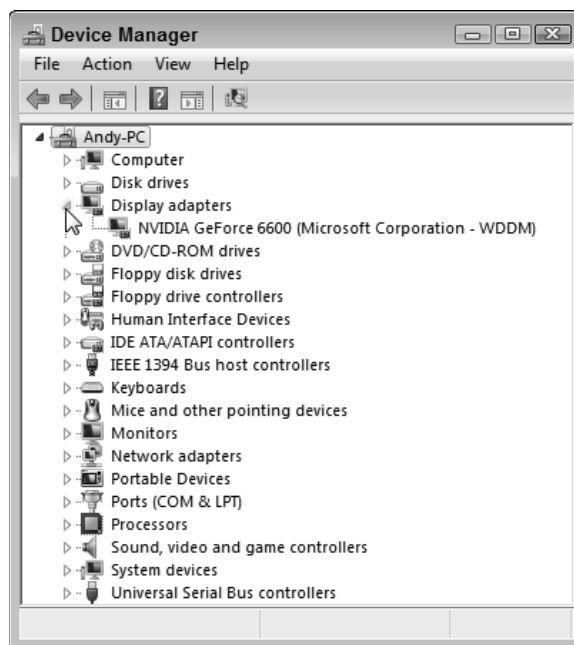 Device Manager
File Action View Help
Andy-PC
Computer
Disk drives
Display adapters
NVIDIA GeForce 6600 (Microsoft Corporation - WDDM)
DVD/CD-ROM drives
Floppy disk drives
Floppy drive controllers
Human Interface Devices
IDE ATA/ATAPI controllers
IEEE 1394 Bus host controllers
Keyboards
Mice and other pointing devices
Monitors
Network adapters
Portable Devices
Ports (COM & LPT)
Processors
Sound, video and game controllers
System devices
Universal Serial Bus controllers